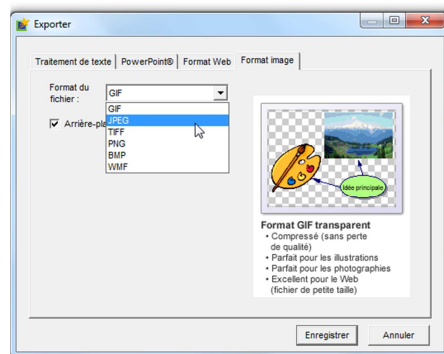 Exporter
Traitement de texte
PowerPoint®
Format Web
Format image
Format du
fichier :
GIF
GIF
JPEG
TIFF
PNG
BMP
WMF
Idée principale
Format GIF transparent
• Compressé (sans perte
de qualité)
• Parfait pour les illustrations
• Parfait pour les photographies
• Excellent pour le Web
(fichier de petite taille)
Enregistrer
Annuler